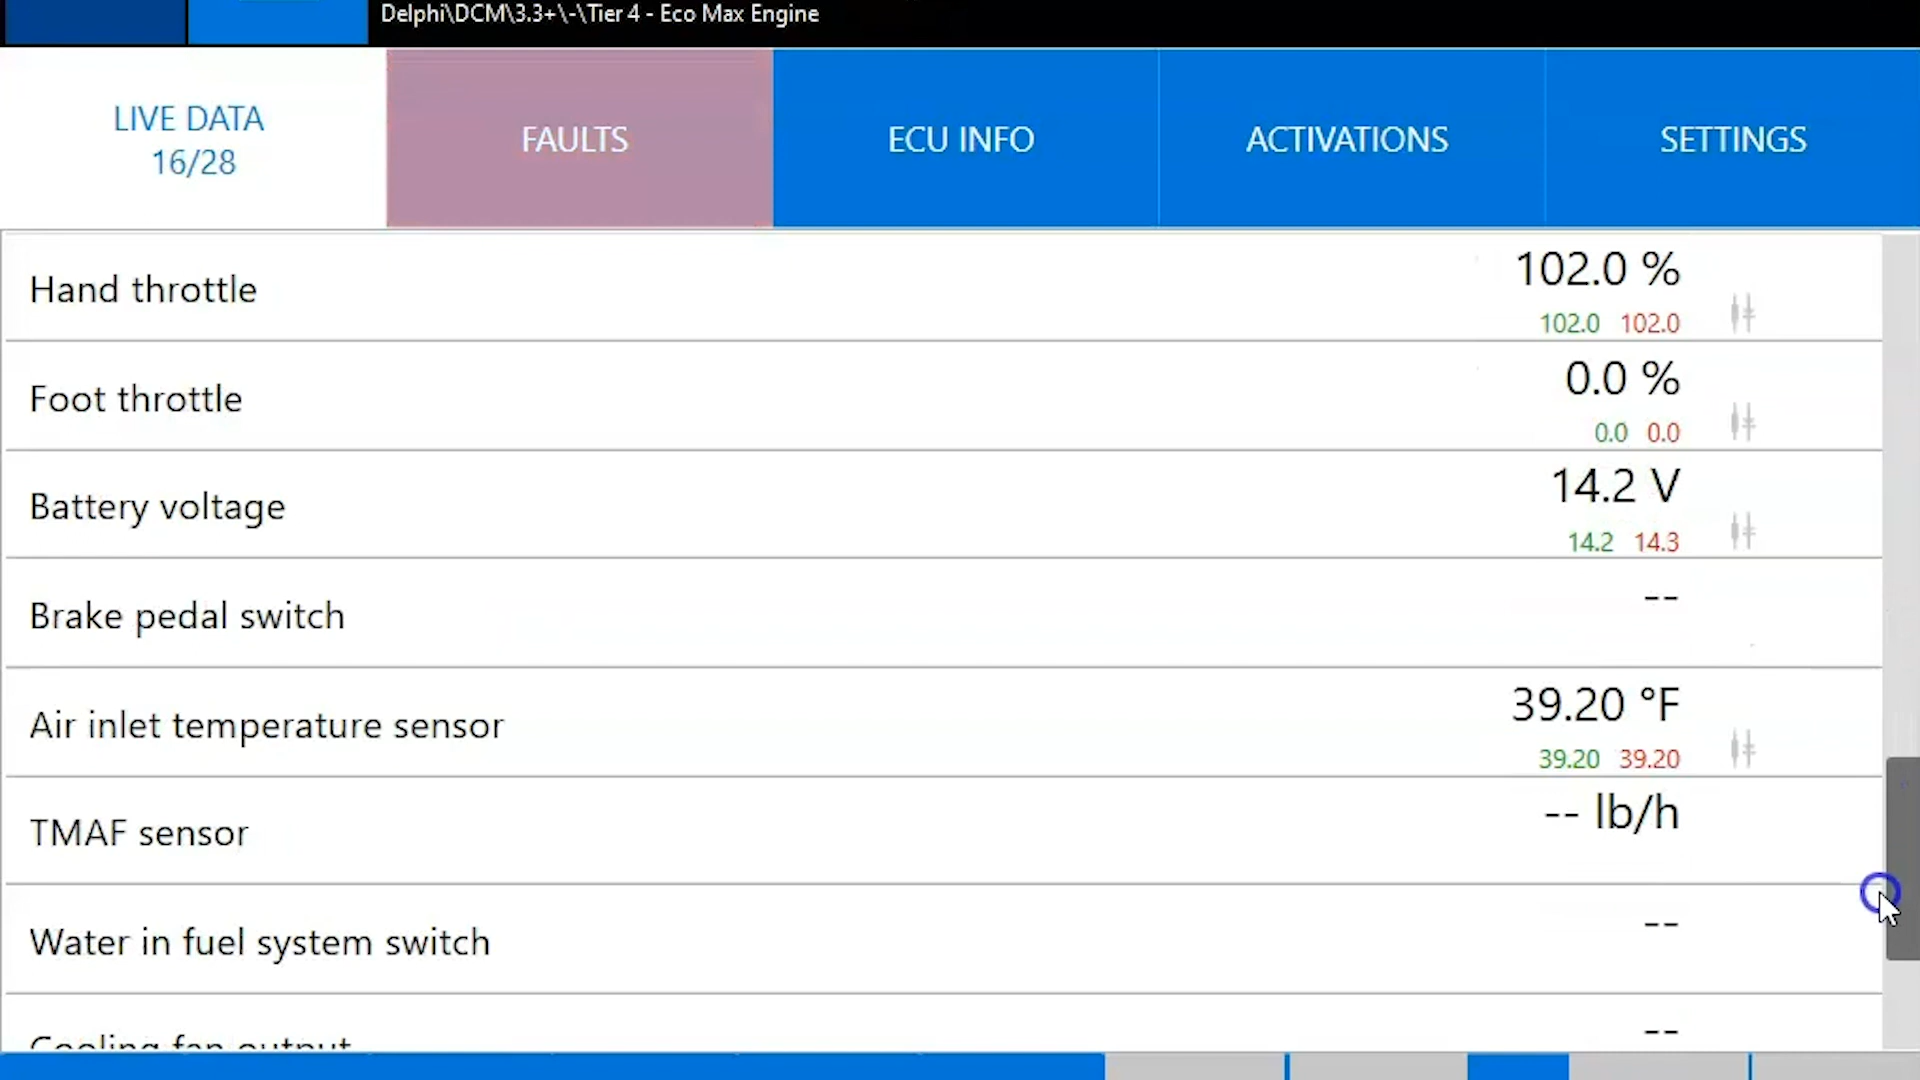 Delphi\DCM\3.3+\-\Tier 4 - Eco Max Engine
LIVE DATA
16/28
FAULTS
ECU INFO
ACTIVATIONS
SETTINGS
Hand throttle
102.0 %
102.0 102.0
Foot throttle
0.0 %
0.0 0.0
Battery voltage
14.2 V
14.2 14.3
Brake pedal switch
--
Air inlet temperature sensor
39.20 °F
39.20 39.20
TMAF sensor
-- lb/h
Water in fuel system switch
--
Cooling fan output
--